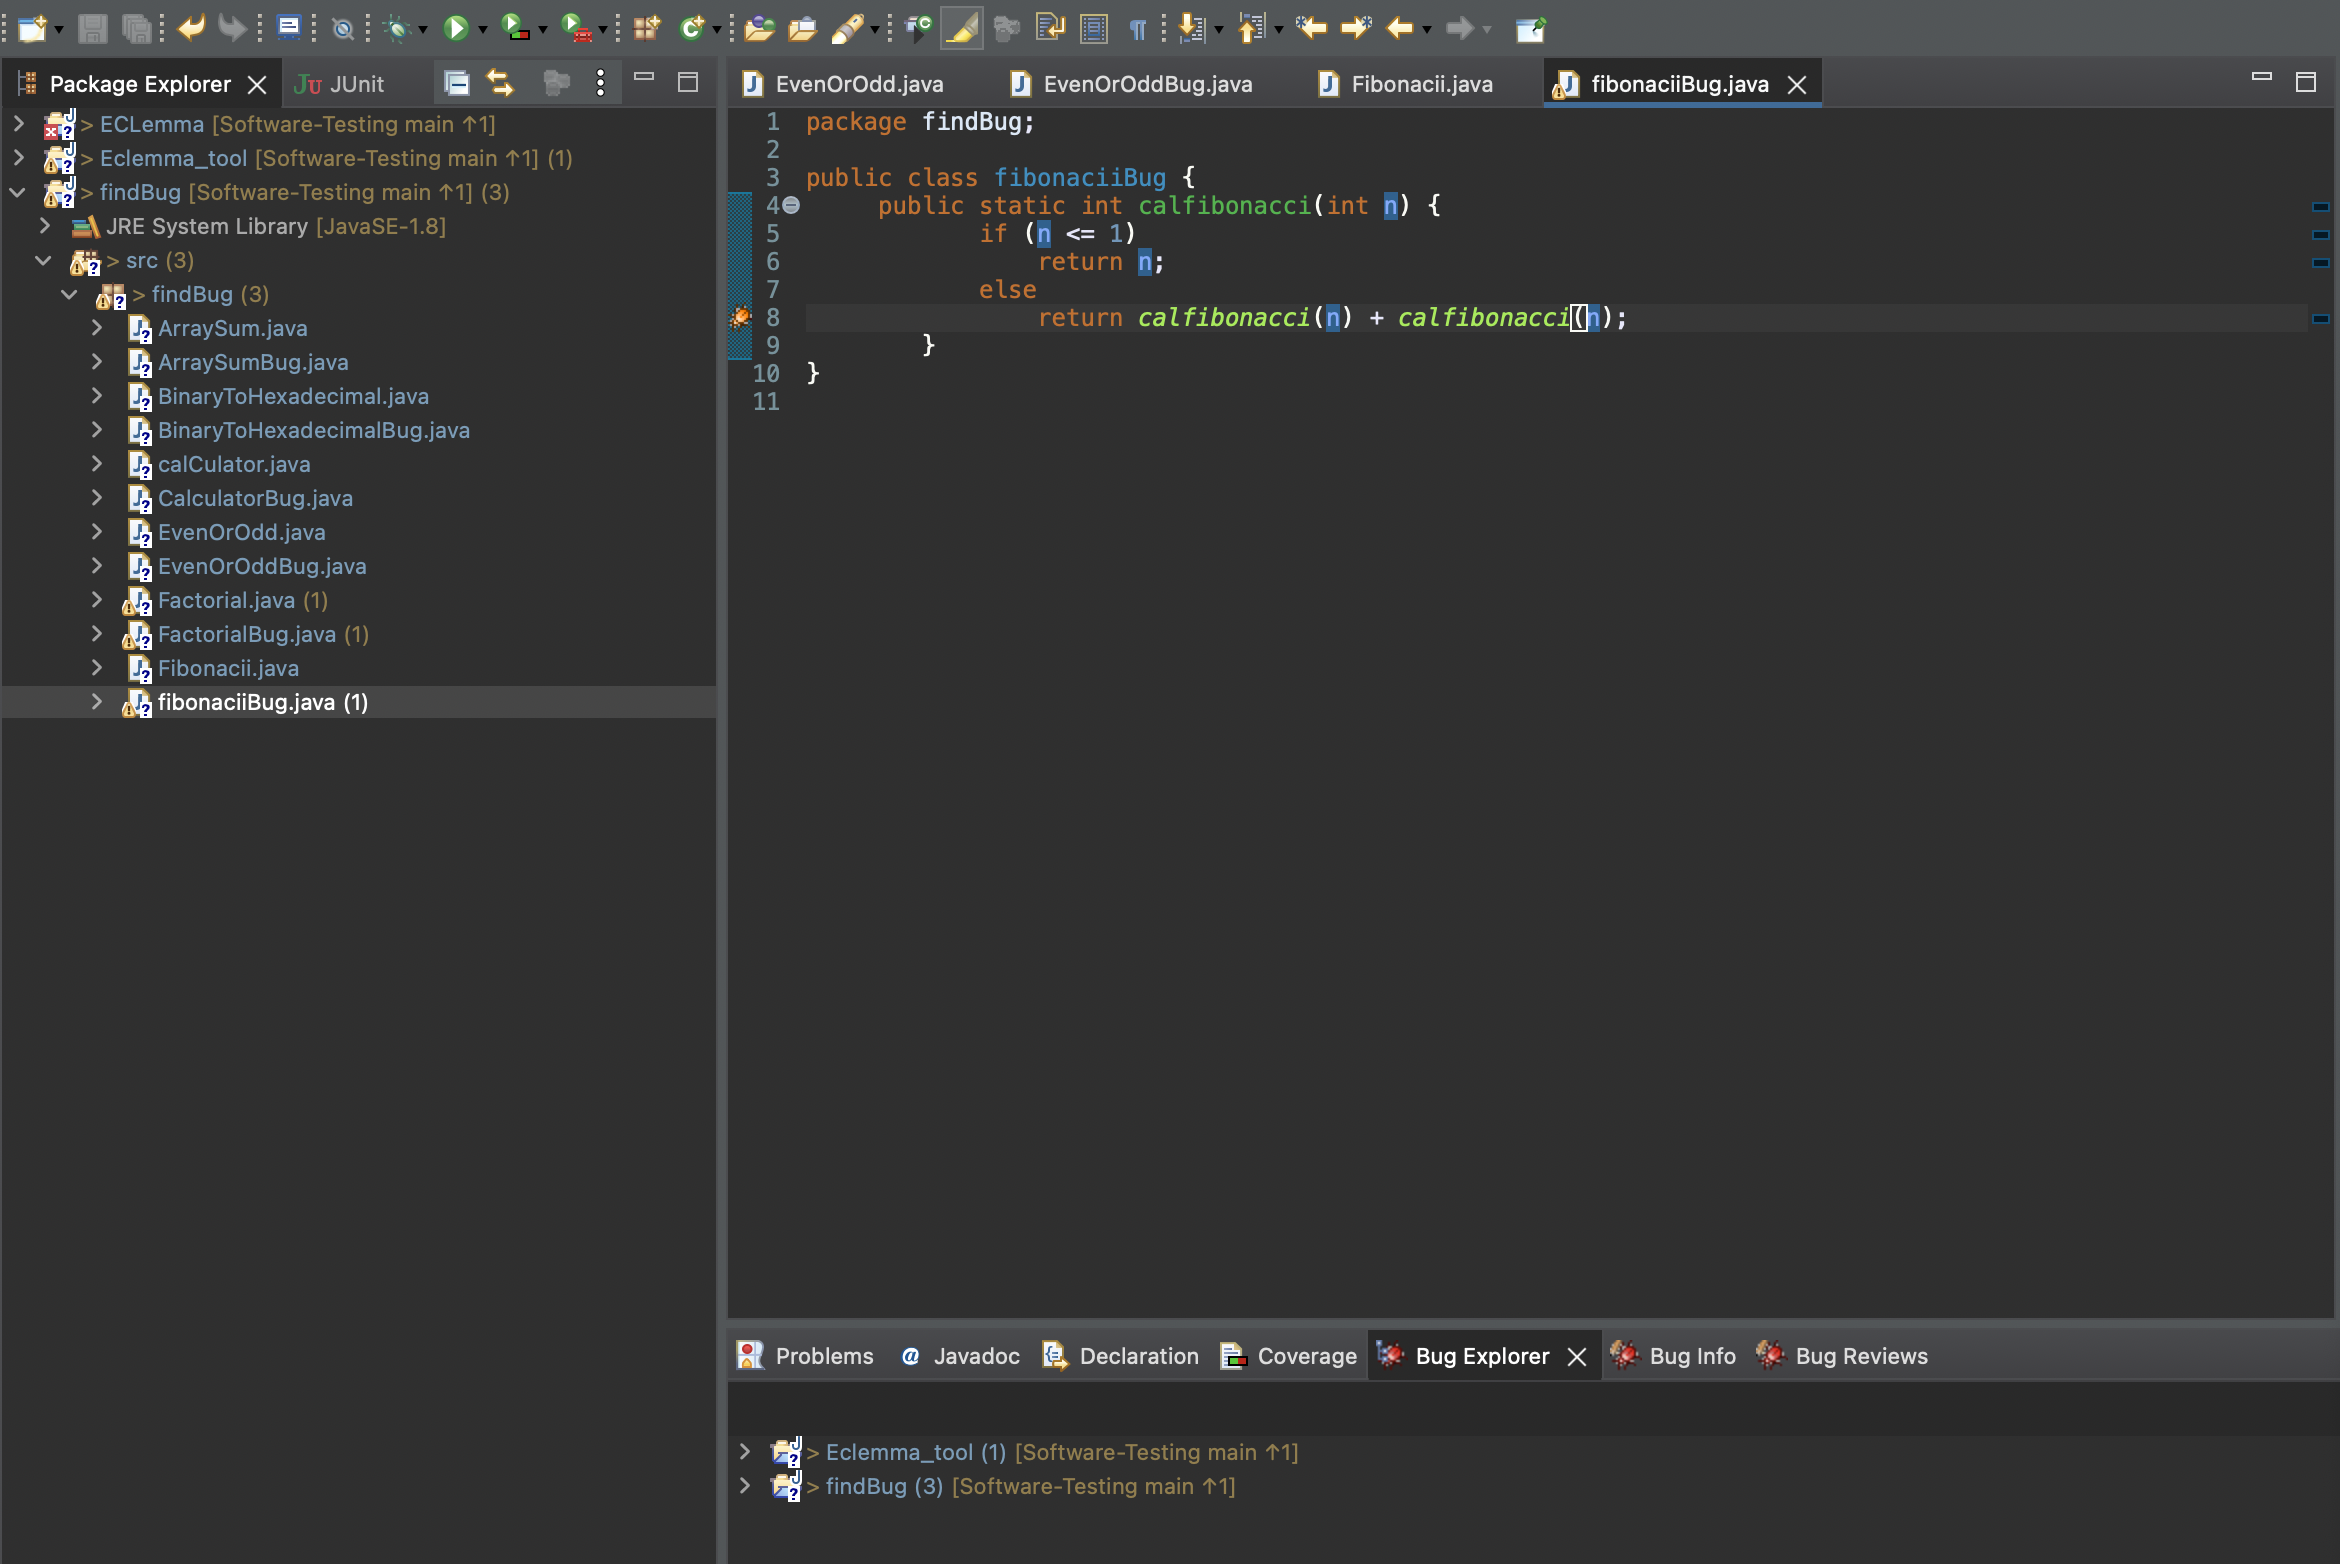 Package Explorer
JUnit
> ECLemma [Software-Testing main ↑1]
> Eclemma_tool [Software-Testing main ↑1] (1)
> findBug [Software-Testing main ↑1] (3)
JRE System Library [JavaSE-1.8]
> src (3)
> findBug (3)
ArraySum.java
ArraySumBug.java
BinaryToHexadecimal.java
BinaryToHexadecimalBug.java
calCulator.java
CalculatorBug.java
EvenOrOdd.java
EvenOrOddBug.java
Factorial.java (1)
FactorialBug.java (1)
Fibonacii.java
fibonaciiBug.java (1)
EvenOrOdd.java
EvenOrOddBug.java
Fibonacii.java
fibonaciiBug.java
1 package findBug;
2
3 public class fibonaciiBug {
4 public static int calfibonacci(int n) {
5 if (n <= 1)
6 return n;
7 else
8 return calfibonacci(n) + calfibonacci(n);
9 }
10 }
11
Problems
@ Javadoc
Declaration
Coverage
Bug Explorer
Bug Info
Bug Reviews
> Eclemma_tool (1) [Software-Testing main ↑1]
> findBug (3) [Software-Testing main ↑1]